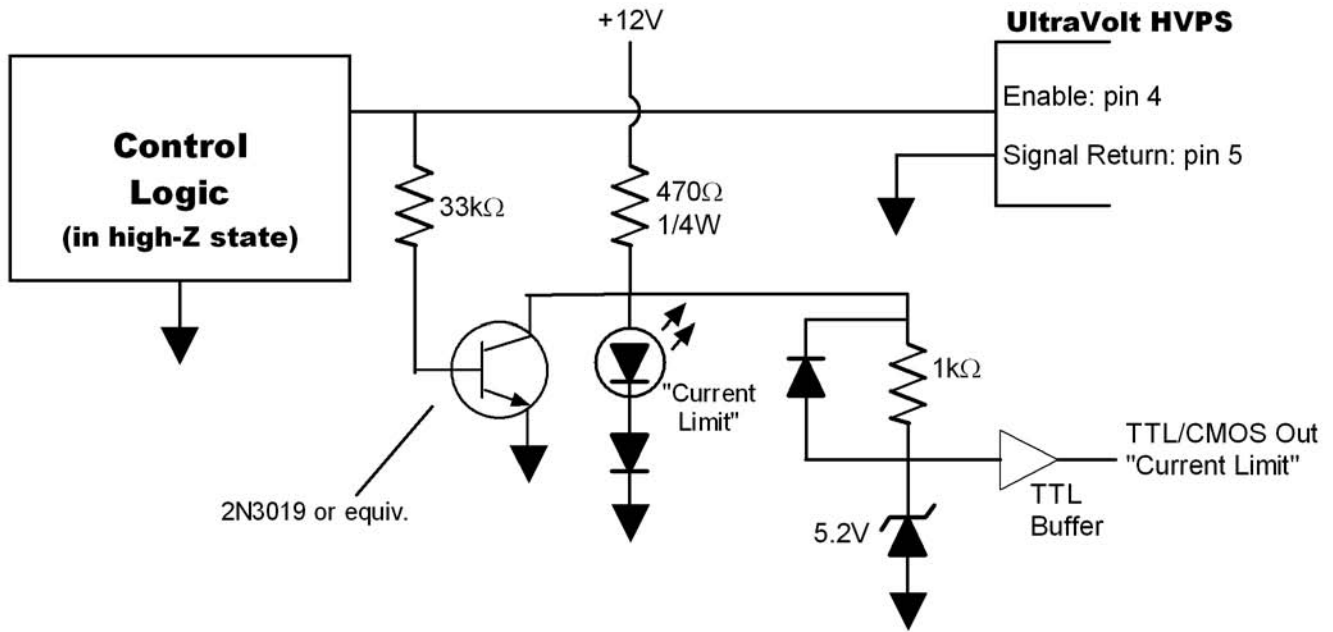 +12V
UltraVolt HVPS
Enable: pin 4
Signal Return: pin 5
Control
Logic
(in high-Z state)
33kΩ
470Ω
1/4W
"Current
Limit"
1kΩ
2N3019 or equiv.
5.2V
TTL
Buffer
TTL/CMOS Out
"Current Limit"